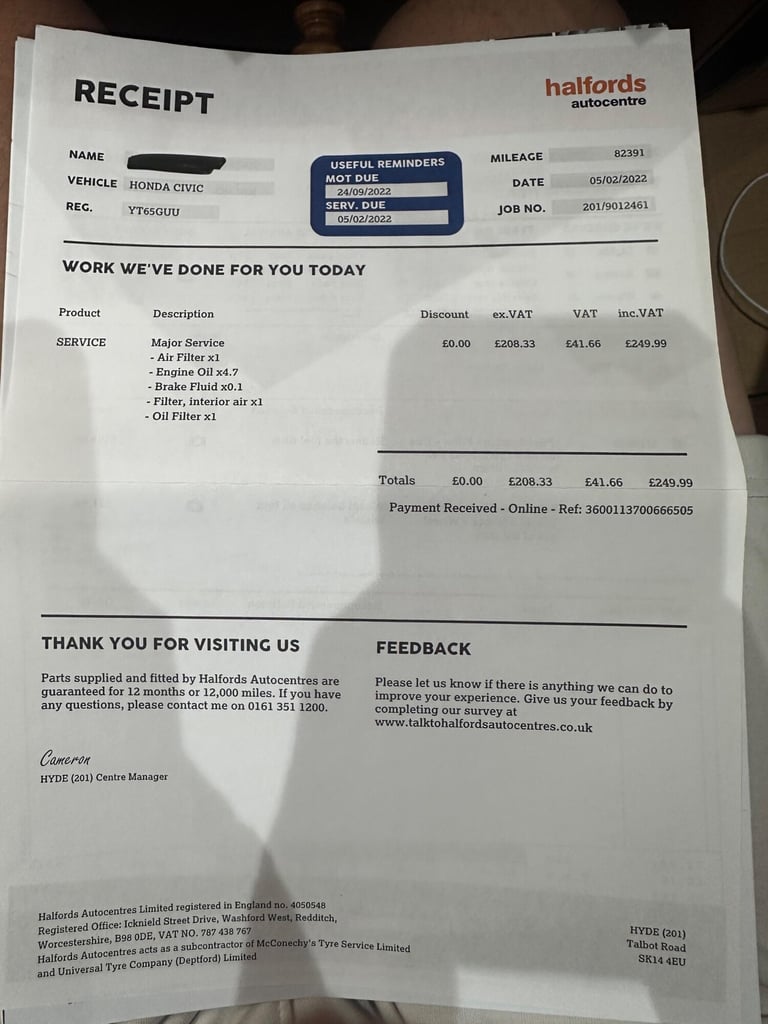 RECEIPT
halfords
autocentre
NAME
VEHICLE HONDA CIVIC
REG. YT65GUU
USEFUL REMINDERS
MOT DUE
24/09/2022
SERV. DUE
05/02/2022
MILEAGE 82391
DATE 05/02/2022
JOB NO. 201/9012461
WORK WE'VE DONE FOR YOU TODAY
Product Description Discount ex.VAT VAT inc.VAT
SERVICE Major Service £0.00 £208.33 £41.66 £249.99
- Air Filter x1
- Engine Oil x4.7
- Brake Fluid x0.1
- Filter, interior air x1
- Oil Filter x1
Totals £0.00 £208.33 £41.66 £249.99
Payment Received - Online - Ref: 3600113700666505
THANK YOU FOR VISITING US
Parts supplied and fitted by Halfords Autocentres are
guaranteed for 12 months or 12,000 miles. If you have
any questions, please contact me on 0161 351 1200.
Cameron
HYDE (201) Centre Manager
FEEDBACK
Please let us know if there is anything we can do to
improve your experience. Give us your feedback by
completing our survey at
www.talktohalfordsautocentres.co.uk
Halfords Autocentres Limited registered in England no. 4050548
Registered Office: Icknield Street Drive, Washford West, Redditch,
Worcestershire, B98 0DE, VAT NO. 787 438 767
Halfords Autocentres acts as a subcontractor of McConechy's Tyre Service Limited
and Universal Tyre Company (Deptford) Limited
HYDE (201)
Talbot Road
SK14 4EU